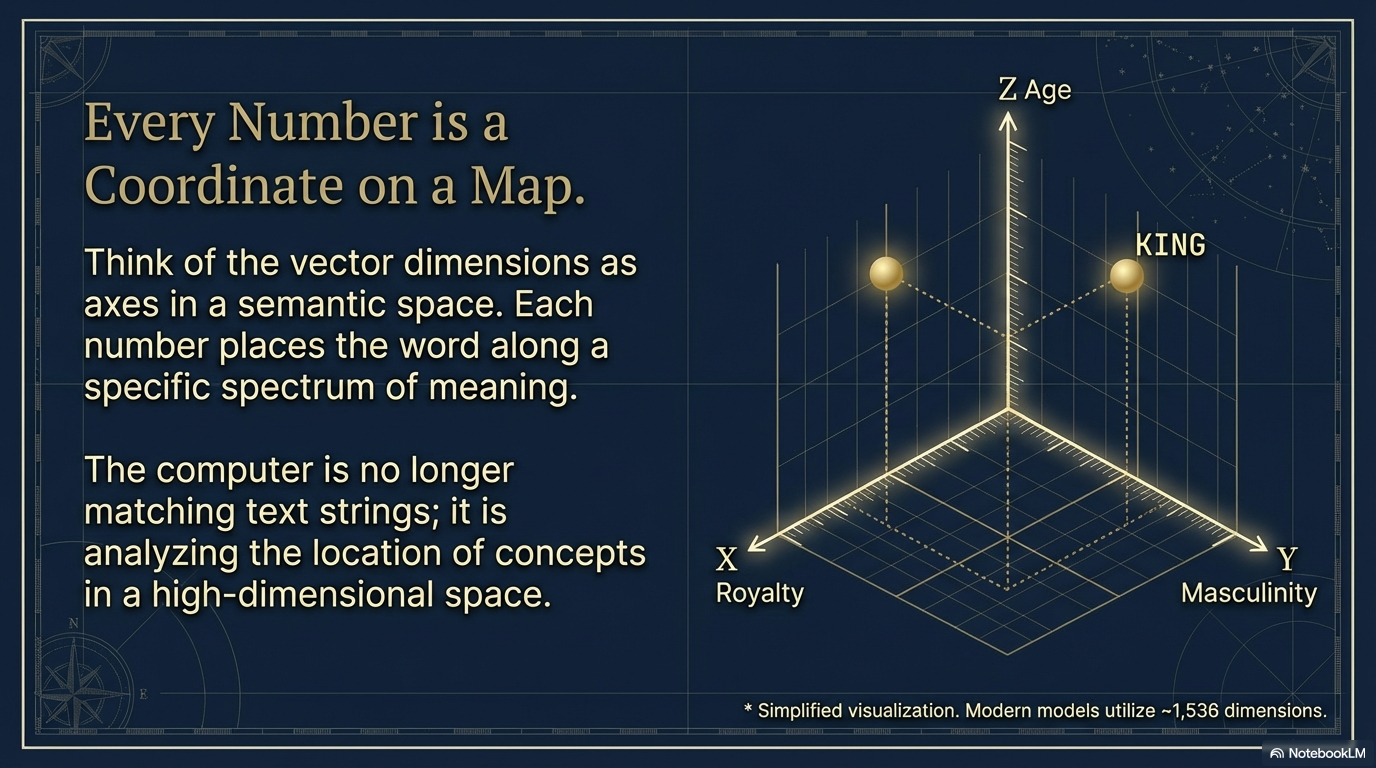 Every Number is a
Coordinate on a Map.
Think of the vector dimensions as
axes in a semantic space. Each
number places the word along a
specific spectrum of meaning.
The computer is no longer
matching text strings; it is
analyzing the location of concepts
in a high-dimensional space.
N
E
Z Age
KING
X
Royalty
Y
Masculinity
* Simplified visualization. Modern models utilize ~1,536 dimensions.
NotebookLM